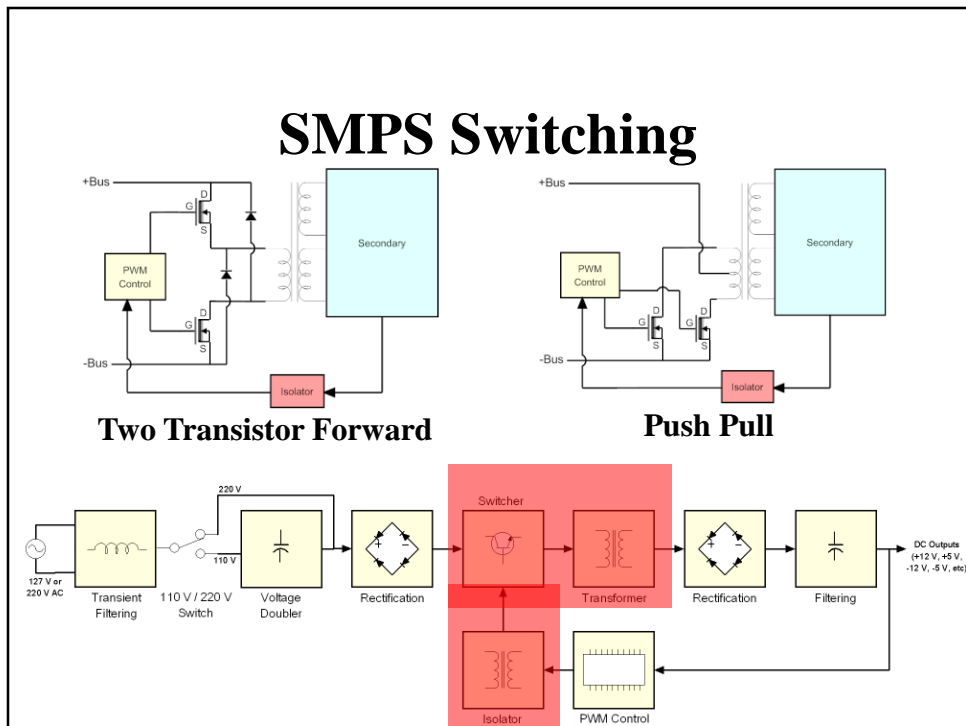 SMPS Switching
+Bus
D
G
S
PWM
Control
D
G
S
-Bus
Secondary
Isolator
Two Transistor Forward
+Bus
PWM
Control
D
G
S
D
G
S
-Bus
Secondary
Isolator
Push Pull
127 V or
220 V AC
Transient
Filtering
220 V
110 V
110 V / 220 V
Switch
Voltage
Doubler
+
−
Rectification
Switcher
Transformer
+
−
Rectification
Filtering
DC Outputs
(+12 V, +5 V,
-12 V, -5 V, etc)
Isolator
PWM Control